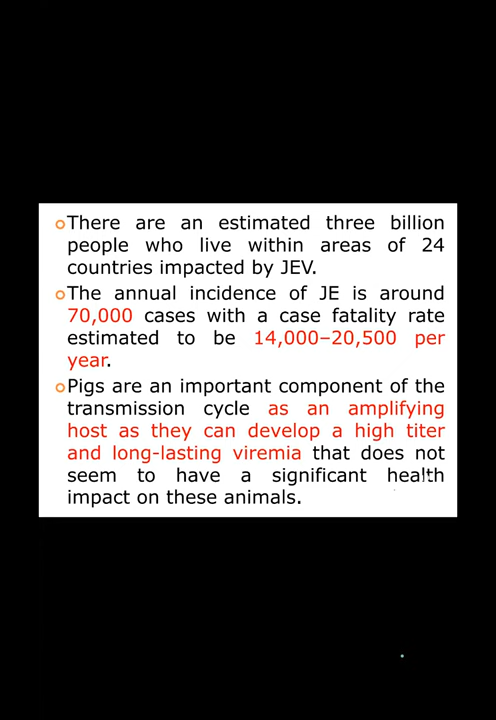 There are an estimated three billion
people who live within areas of 24
countries impacted by JEV.
The annual incidence of JE is around
70,000 cases with a case fatality rate
estimated to be 14,000–20,500 per
year.
Pigs are an important component of the
transmission cycle as an amplifying
host as they can develop a high titer
and long-lasting viremia that does not
seem to have a significant health
impact on these animals.